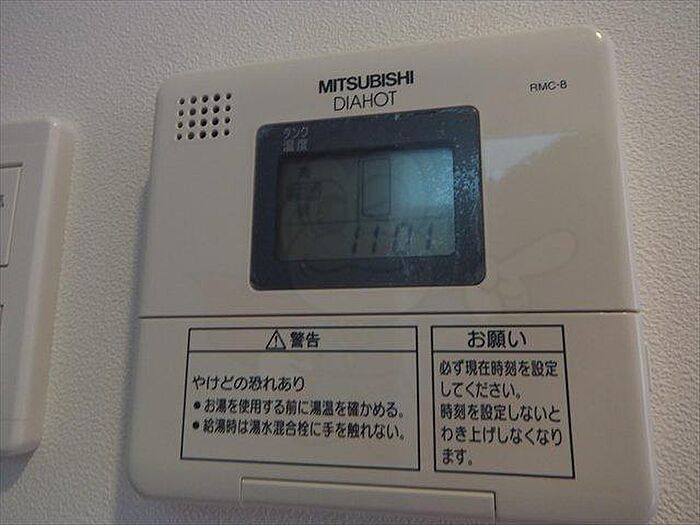 MITSUBISHI
DIAHOT
RMC-8
タンク
温度
11:01
⚠警告
やけどの恐れあり
●お湯を使用する前に湯温を確かめる。
●給湯時は湯水混合栓に手を触れない。
お願い
必ず現在時刻を設定
してください。
時刻を設定しないと
わき上げしなくなり
ます。